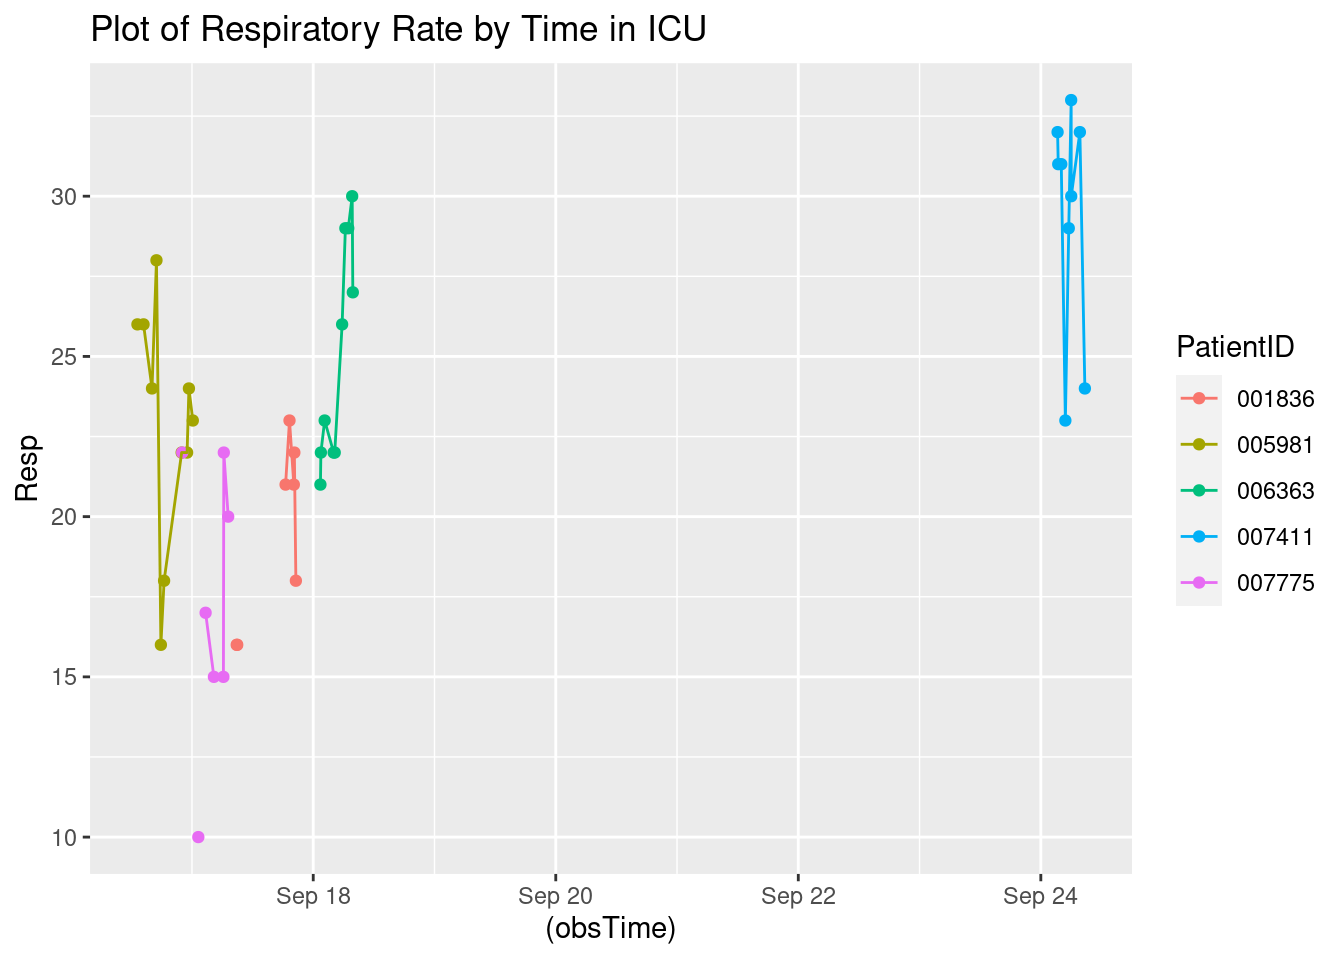 Plot of Respiratory Rate by Time in ICU
Resp
30
25
20
15
10
Sep 18
Sep 20
Sep 22
Sep 24
(obsTime)
PatientID
001836
005981
006363
007411
007775